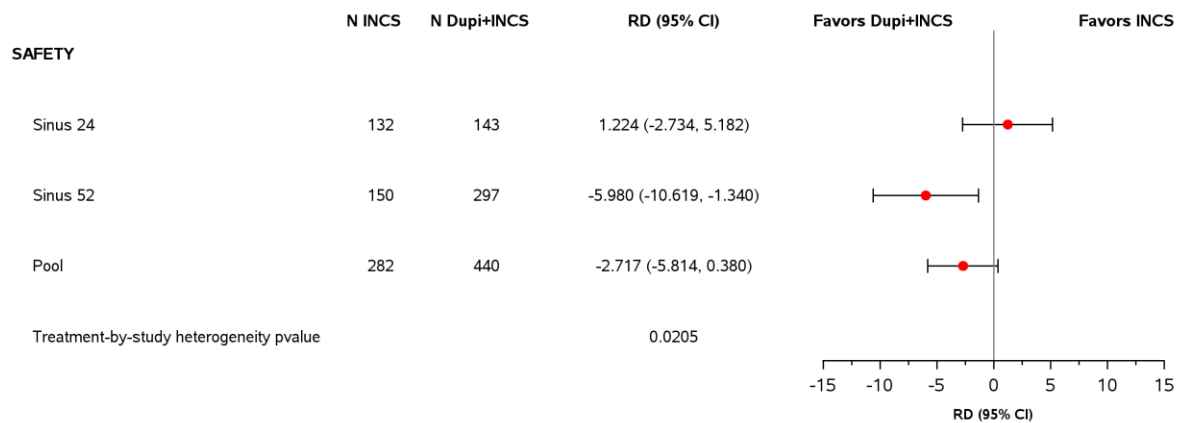 N INCS N Dupi+INCS RD (95% CI) Favors Dupi+INCS Favors INCS
SAFETY
Sinus 24 132 143 1.224 (-2.734, 5.182)
Sinus 52 150 297 -5.980 (-10.619, -1.340)
Pool 282 440 -2.717 (-5.814, 0.380)
Treatment-by-study heterogeneity pvalue 0.0205
-15 -10 -5 0 5 10 15
RD (95% CI)